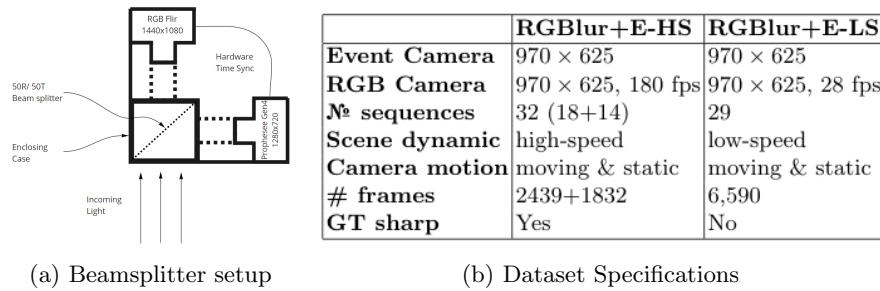 RGB Flir
1440x1080
Hardware
Time Sync
50R/ 50T
Beam splitter
Prophesee Gen4
1280x720
Enclosing
Case
Incoming
Light
(a) Beamsplitter setup
RGBlur+E-HS RGBlur+E-LS
Event Camera 970 × 625 970 × 625
RGB Camera 970 × 625, 180 fps 970 × 625, 28 fps
№ sequences 32 (18+14) 29
Scene dynamic high-speed low-speed
Camera motion moving & static moving & static
# frames 2439+1832 6,590
GT sharp Yes No
(b) Dataset Specifications